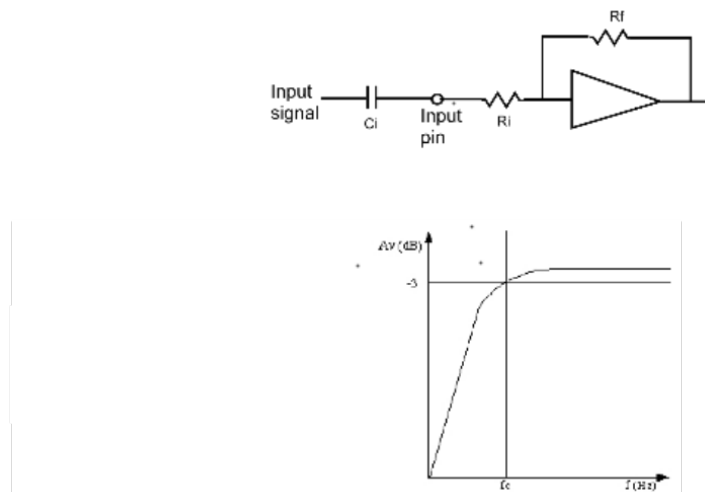 Rf
Input
signal
Ci
Input
pin
Ri
Av (dB)
-3
fc
f (Hz)